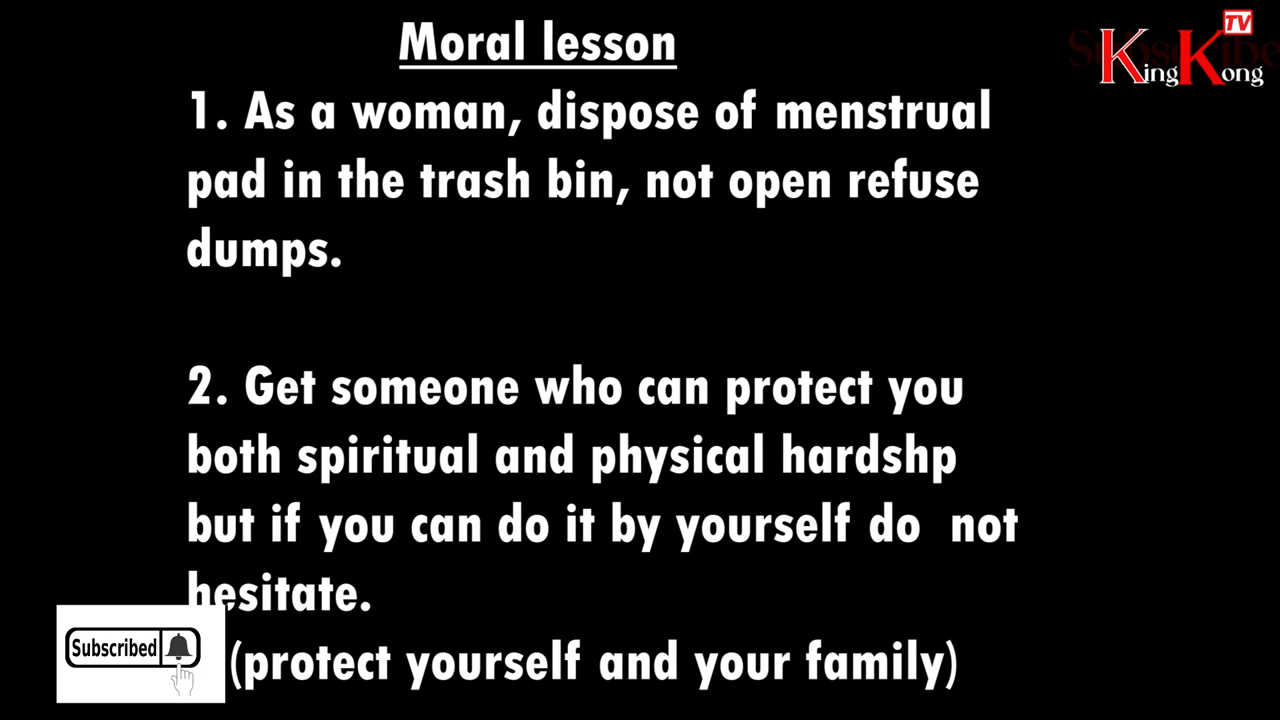 Moral lesson
TV
Subscribe
KingKong
1. As a woman, dispose of menstrual
pad in the trash bin, not open refuse
dumps.
2. Get someone who can protect you
both spiritual and physical hardshp
but if you can do it by yourself do  not
hesitate.
Subscribed
(protect yourself and your family)